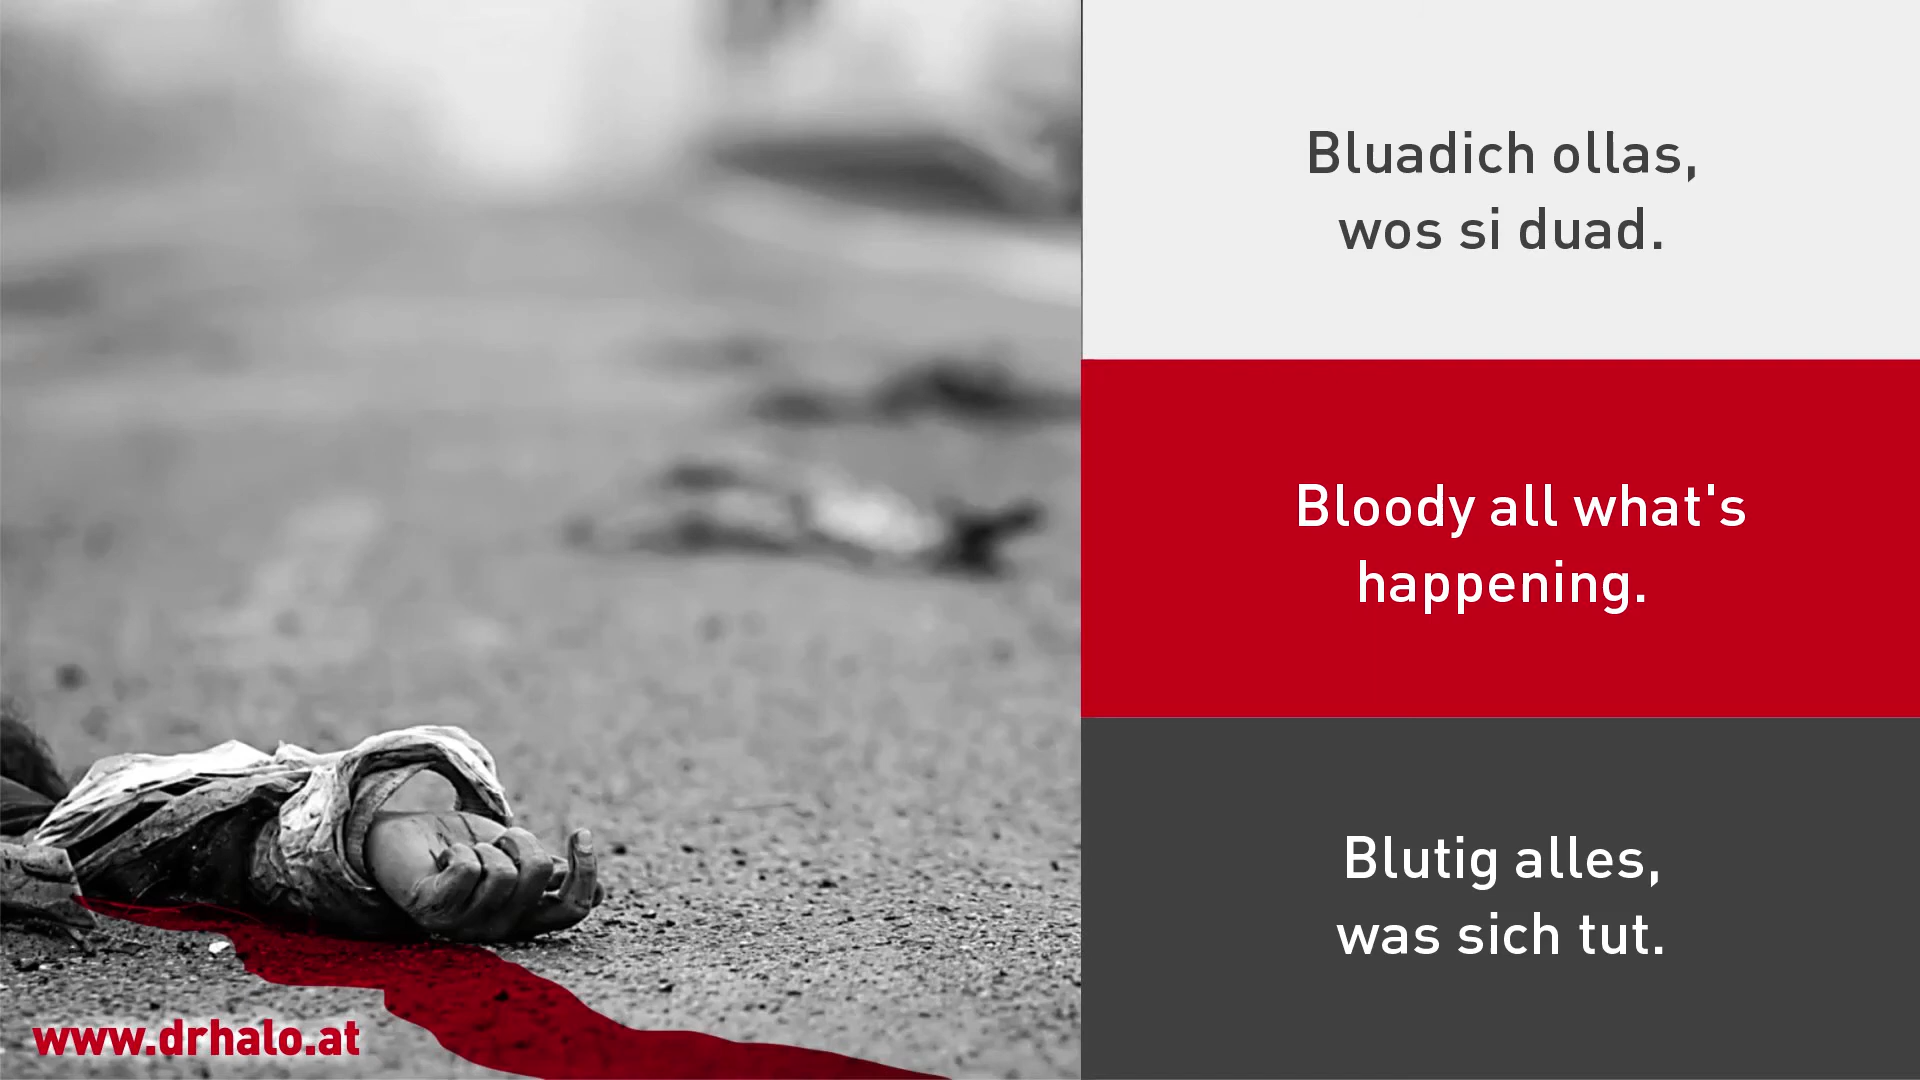 Bluadich ollas,
wos si duad.
Bloody all what's
happening.
Blutig alles,
was sich tut.
www.drhalo.at